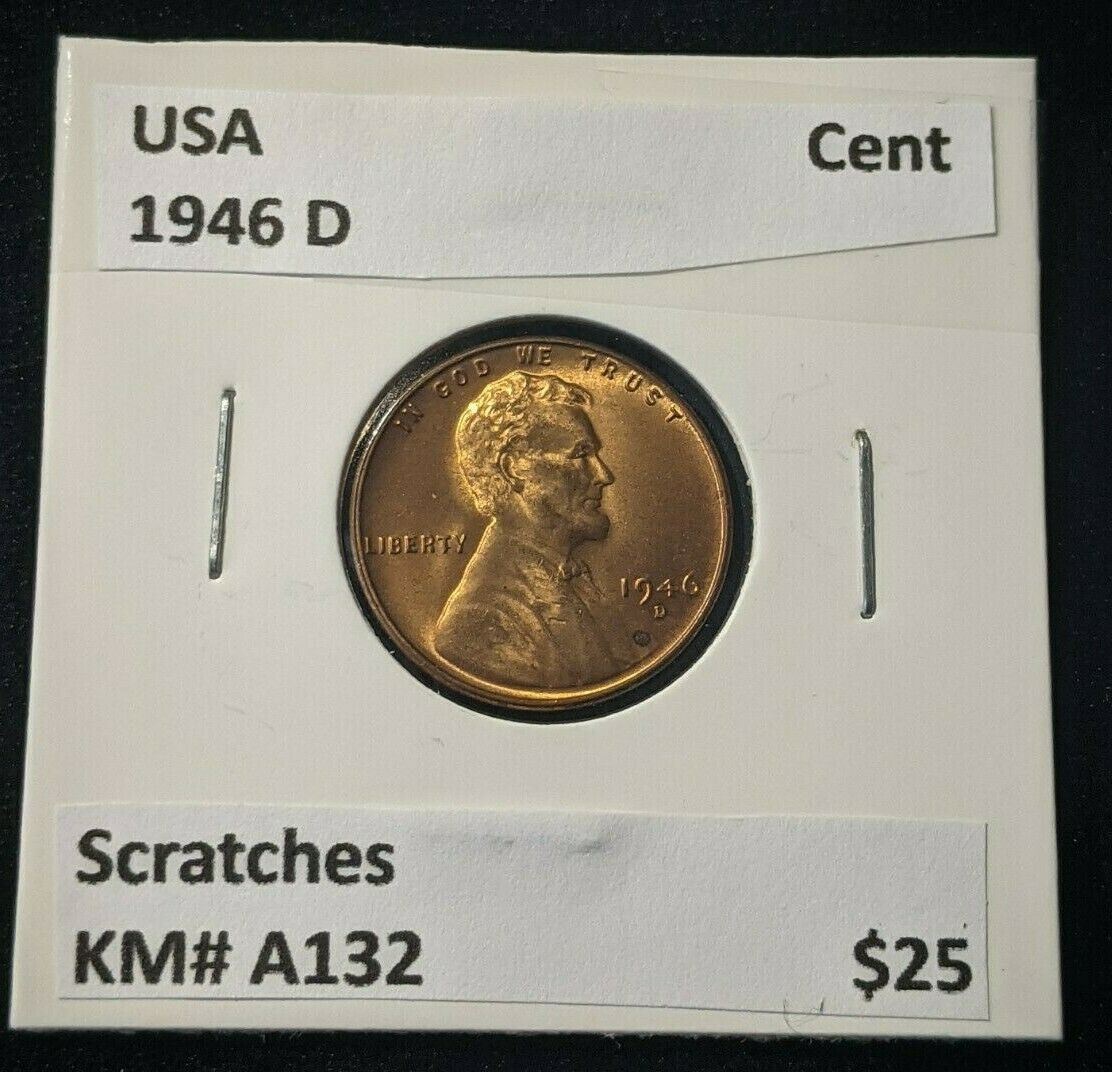 USA Cent
1946 D
IN GOD WE TRUST
LIBERTY
1946
D
Scratches
KM# A132 $25